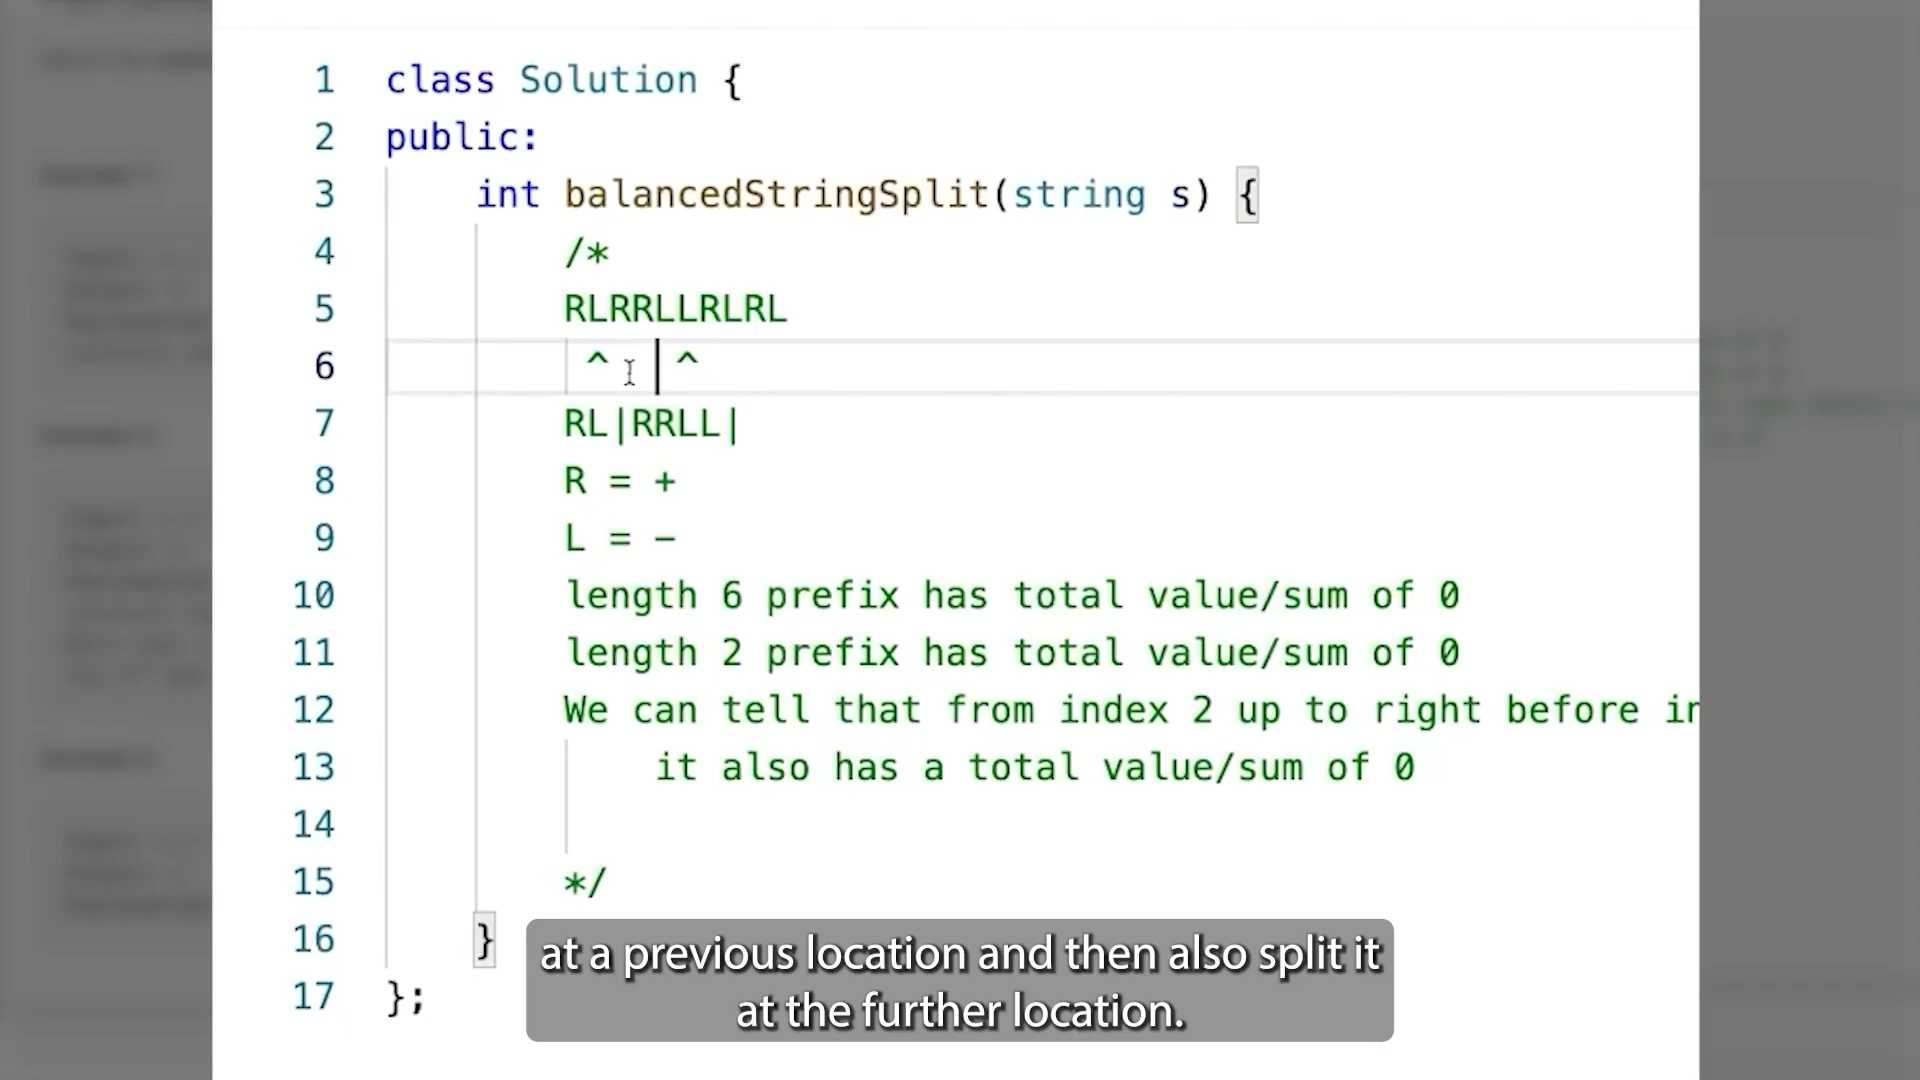 1 class Solution {
2 public:
3 int balancedStringSplit(string s) {
4 /*
5 RLRRLLRLRL
6 ^ ^
7 RL|RRLL|
8 R = +
9 L = -
10 length 6 prefix has total value/sum of 0
11 length 2 prefix has total value/sum of 0
12 We can tell that from index 2 up to right before
13 it also has a total value/sum of 0
14
15 */
16 }
17 };
at a previous location and then also split it
at the further location.